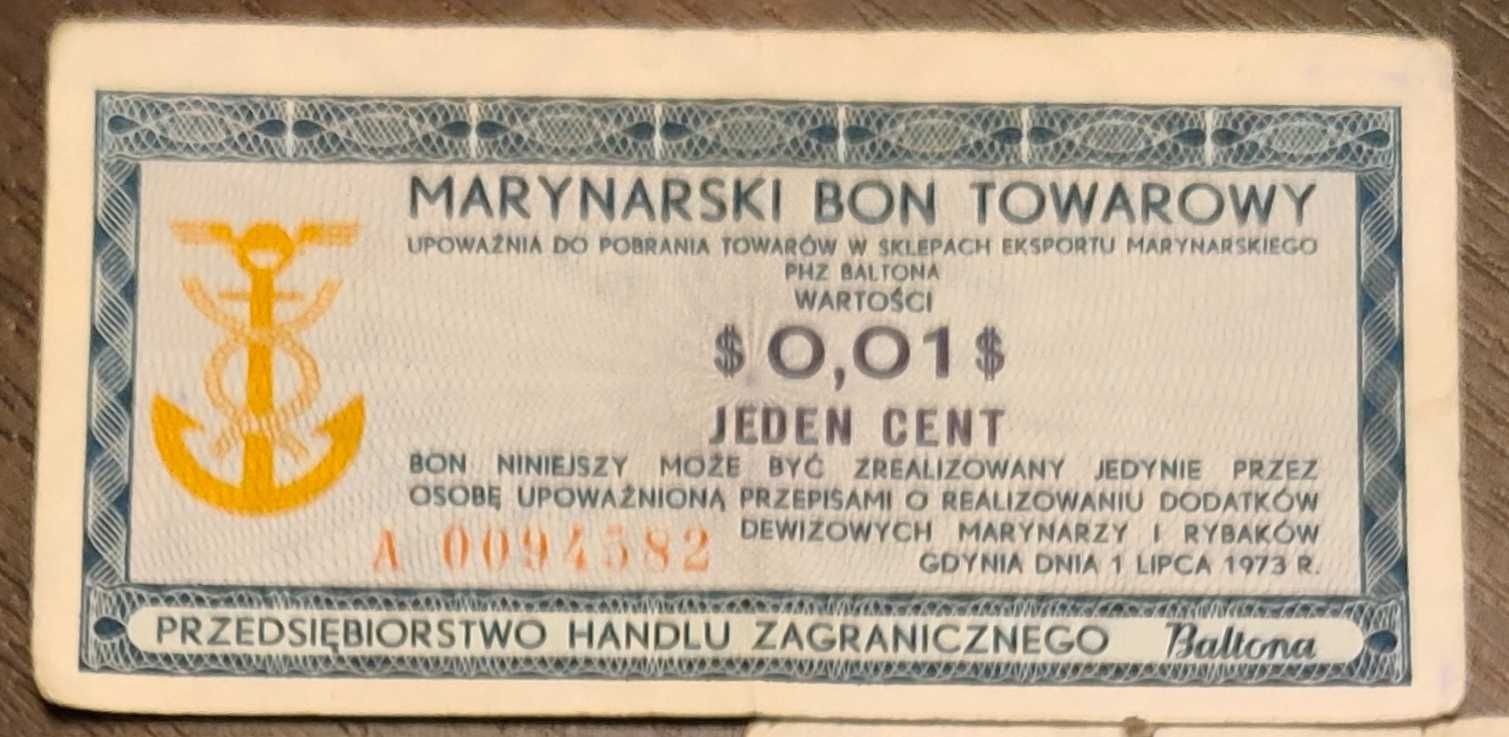 MARYNARSKI BON TOWAROWY
UPOWAŻNIA DO POBRANIA TOWARÓW W SKLEPACH EKSPORTU MARYNARSKIEGO
PHZ BALTONA
WARTOŚCI
$ 0,01 $
JEDEN CENT
BON NINIEJSZY MOŻE BYĆ ZREALIZOWANY JEDYNIE PRZEZ
OSOBĘ UPOWAŻNIONĄ PRZEPISAMI O REALIZOWANIU DODATKÓW
DEWIZOWYCH MARYNARZY I RYBAKÓW
A 0094582
GDYNIA DNIA 1 LIPCA 1973 R.
PRZEDSIĘBIORSTWO HANDLU ZAGRANICZNEGO Baltona